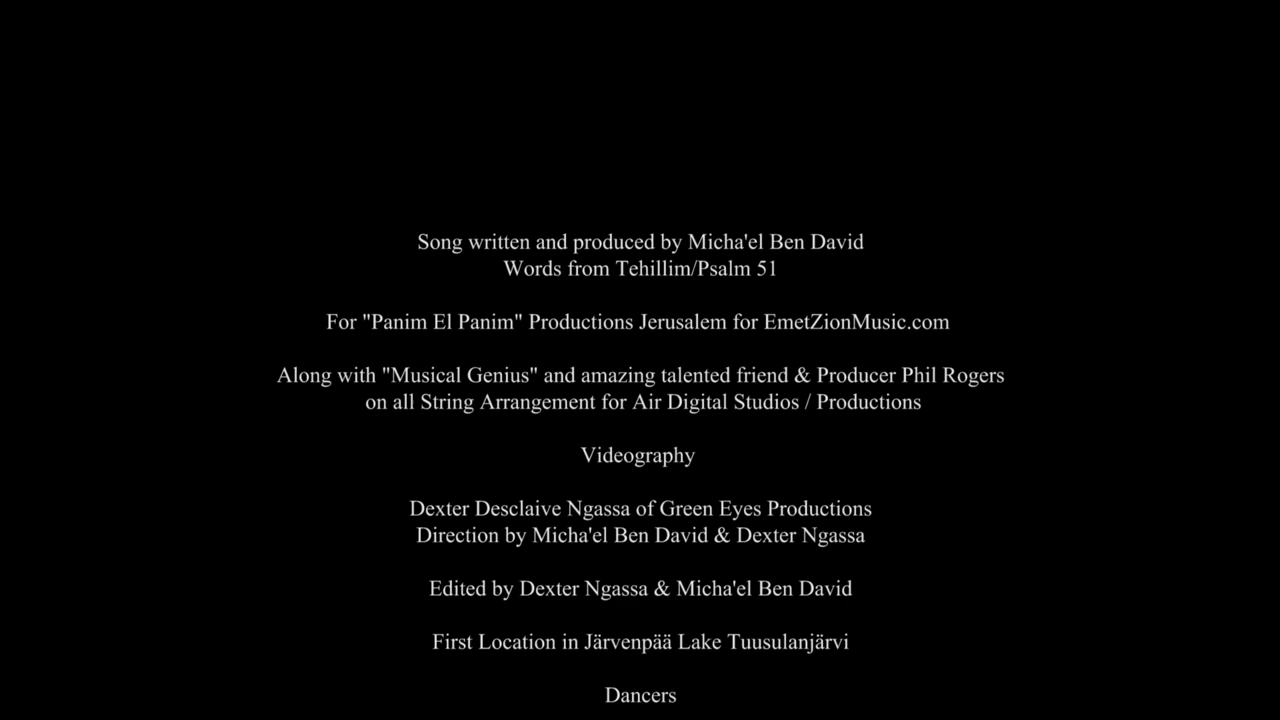 Song written and produced by Micha'el Ben David
Words from Tehillim/Psalm 51
For "Panim El Panim" Productions Jerusalem for EmetZionMusic.com
Along with "Musical Genius" and amazing talented friend & Producer Phil Rogers
on all String Arrangement for Air Digital Studios / Productions
Videography
Dexter Desclaive Ngassa of Green Eyes Productions
Direction by Micha'el Ben David & Dexter Ngassa
Edited by Dexter Ngassa & Micha'el Ben David
First Location in Järvenpää Lake Tuusulanjärvi
Dancers